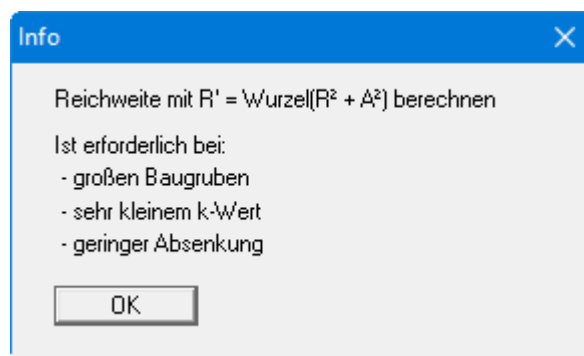 Info
Reichweite mit R' = Wurzel(R² + A²) berechnen
Ist erforderlich bei:
- großen Baugruben
- sehr kleinem k-Wert
- geringer Absenkung
OK